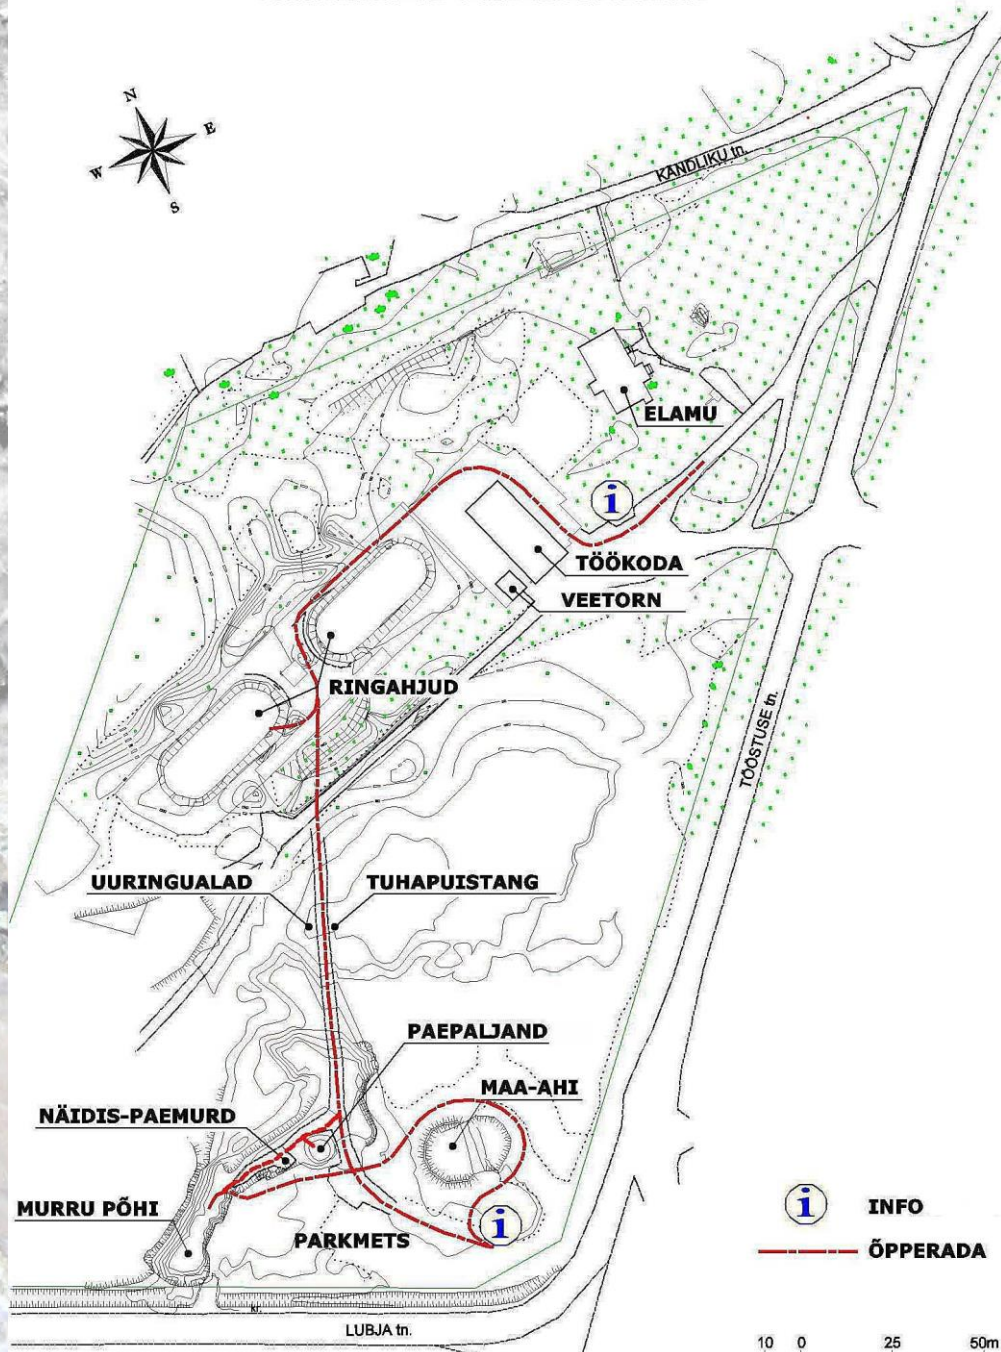 N
E
W
S
KANDLIKU tn.
ELAMU
TÖÖKODA
VEETORN
RINGAHJUD
TÖÖSTUSE tn.
UURINGUALAD
TUHAPUISTANG
PAEPALJAND
MAA-AHI
NÄIDIS-PAEMURD
MURRU PÕHI
PARKMETS
i INFO
ÕPPERADA
kr.
LUBJA tn.
10 0 25 50m